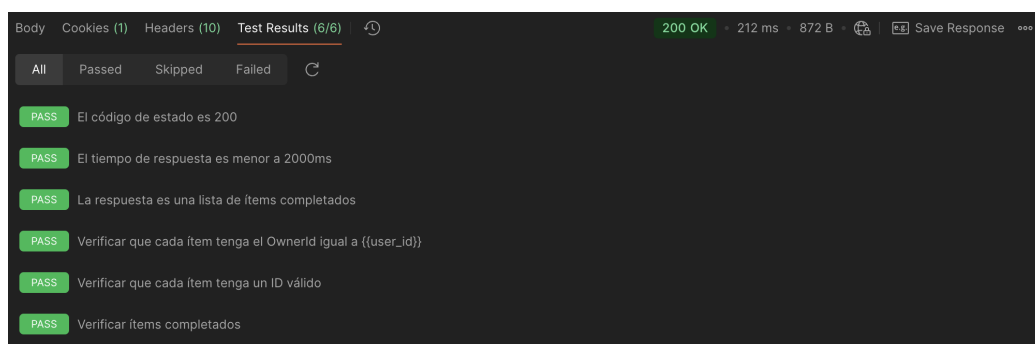 Body Cookies (1) Headers (10) Test Results (6/6) 200 OK • 212 ms • 872 B • e.g. Save Response
All Passed Skipped Failed
PASS El código de estado es 200
PASS El tiempo de respuesta es menor a 2000ms
PASS La respuesta es una lista de ítems completados
PASS Verificar que cada ítem tenga el OwnerId igual a {{user_id}}
PASS Verificar que cada ítem tenga un ID válido
PASS Verificar ítems completados